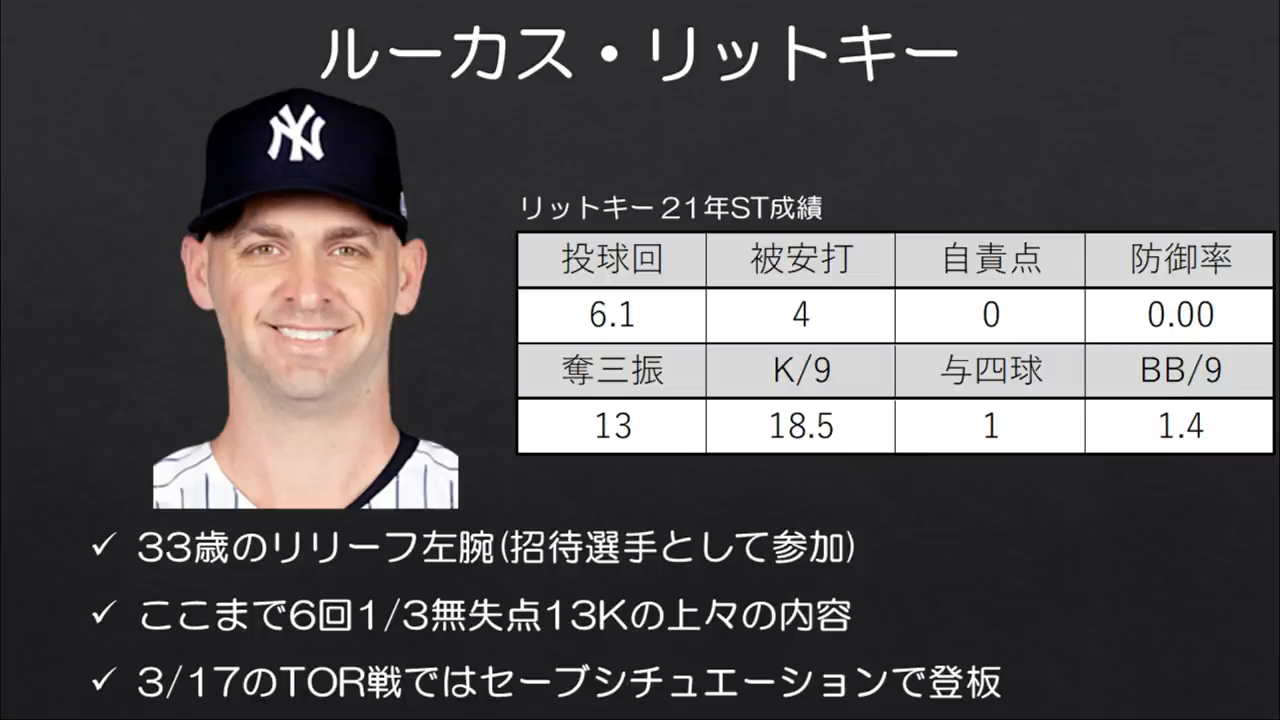 ルーカス・リットキー
NY
リットキー 21年ST成績
投球回 被安打 自責点 防御率
6.1 4 0 0.00
奪三振 K/9 与四球 BB/9
13 18.5 1 1.4
✓ 33歳のリリーフ左腕(招待選手として参加)
✓ ここまで6回1/3無失点13Kの上々の内容
✓ 3/17のTOR戦ではセーブシチュエーションで登板